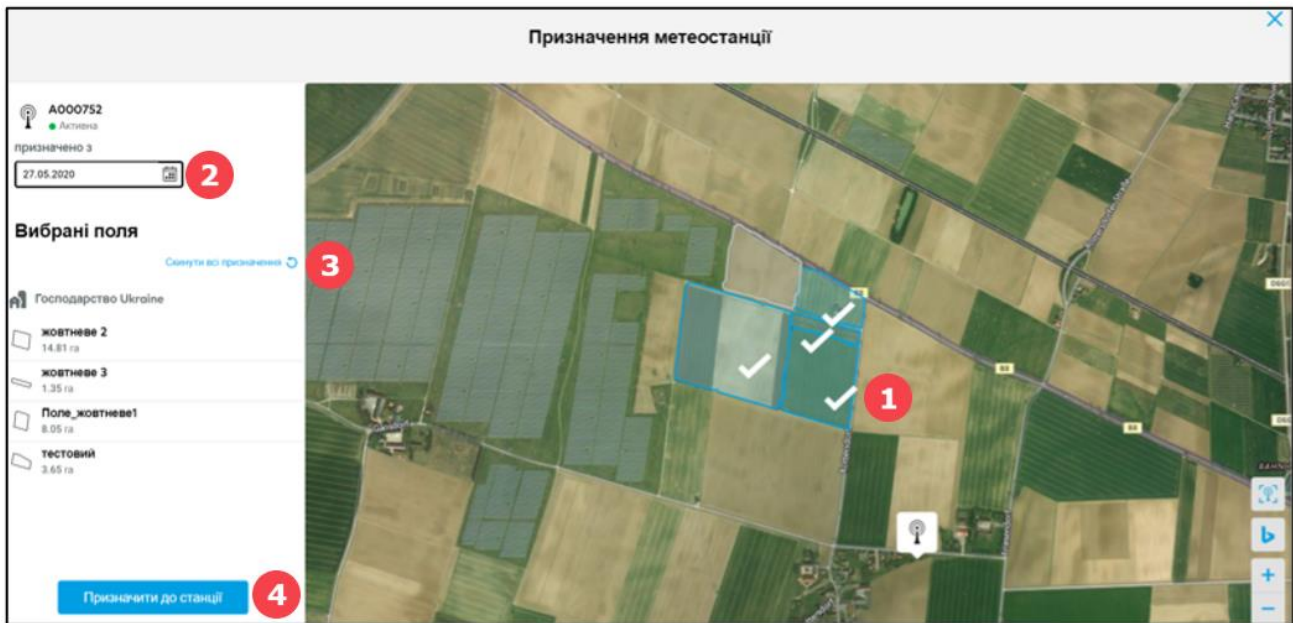 Призначення метеостанції
A000752
Активна
призначено з
27.05.2020
2
Вибрані поля
Скинути всі призначення
3
Господарство Ukraine
жовтневе 2
14.81 га
жовтневе 3
1.35 га
Поле_жовтневе1
8.05 га
тестовий
3.65 га
Призначити до станції
4
1